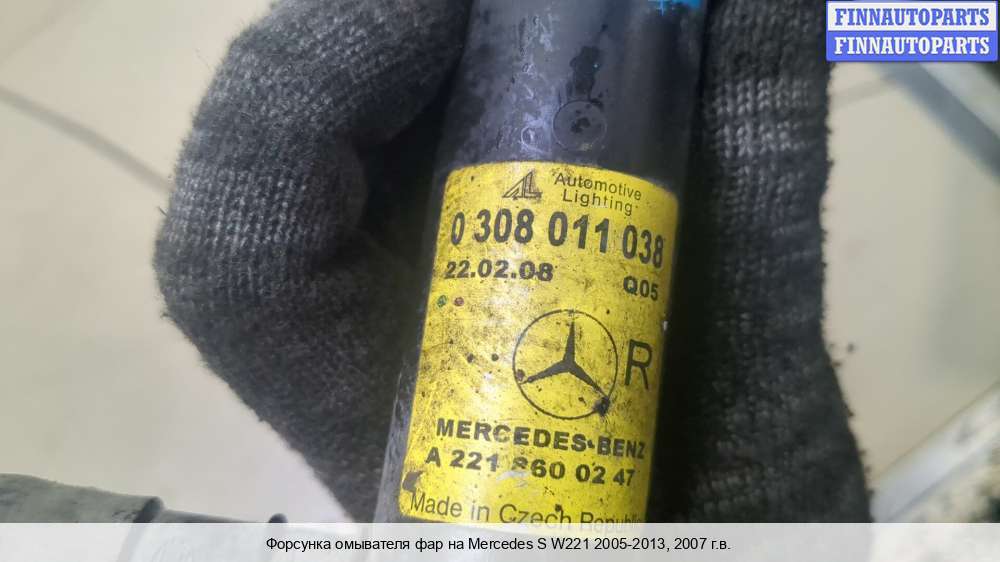 FINNAUTOPARTS
FINNAUTOPARTS
Automotive
Lighting
0 308 011 038
22.02.08 Q05
R
MERCEDES-BENZ
A 221 860 02 47
Made in Czech Republic
Форсунка омывателя фар на Mercedes S W221 2005-2013, 2007 г.в.